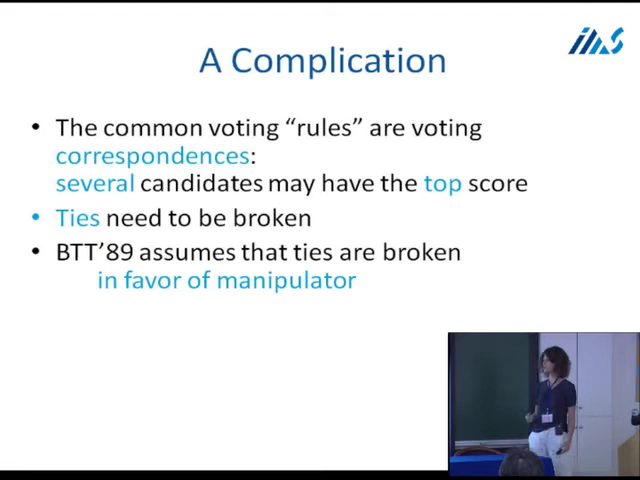 IMS
A Complication
• The common voting “rules” are voting
correspondences:
several candidates may have the top score
• Ties need to be broken
• BTT’89 assumes that ties are broken
in favor of manipulator